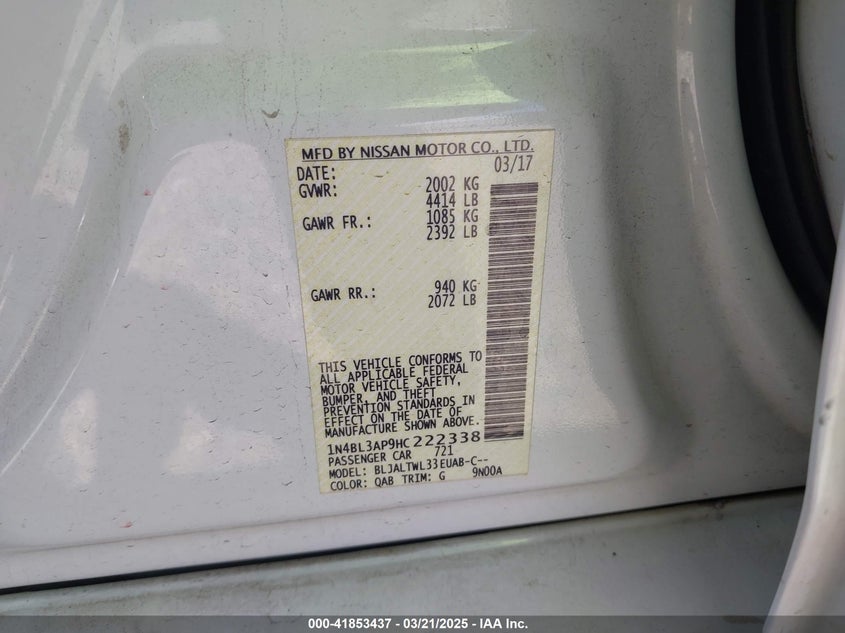 MFD BY NISSAN MOTOR CO., LTD.
DATE: 03/17
GVWR: 2002 KG
4414 LB
GAWR FR.: 1085 KG
2392 LB
GAWR RR.: 940 KG
2072 LB
THIS VEHICLE CONFORMS TO
ALL APPLICABLE FEDERAL
MOTOR VEHICLE SAFETY,
BUMPER, AND THEFT
PREVENTION STANDARDS IN
EFFECT ON THE DATE OF
MANUFACTURE SHOWN ABOVE.
1N4BL3AP9HC222338
PASSENGER CAR 721
MODEL: BLJALTWL33EUAB-C--
COLOR: QAB TRIM: G 9N00A
000-41853437 - 03/21/2025 - IAA Inc.